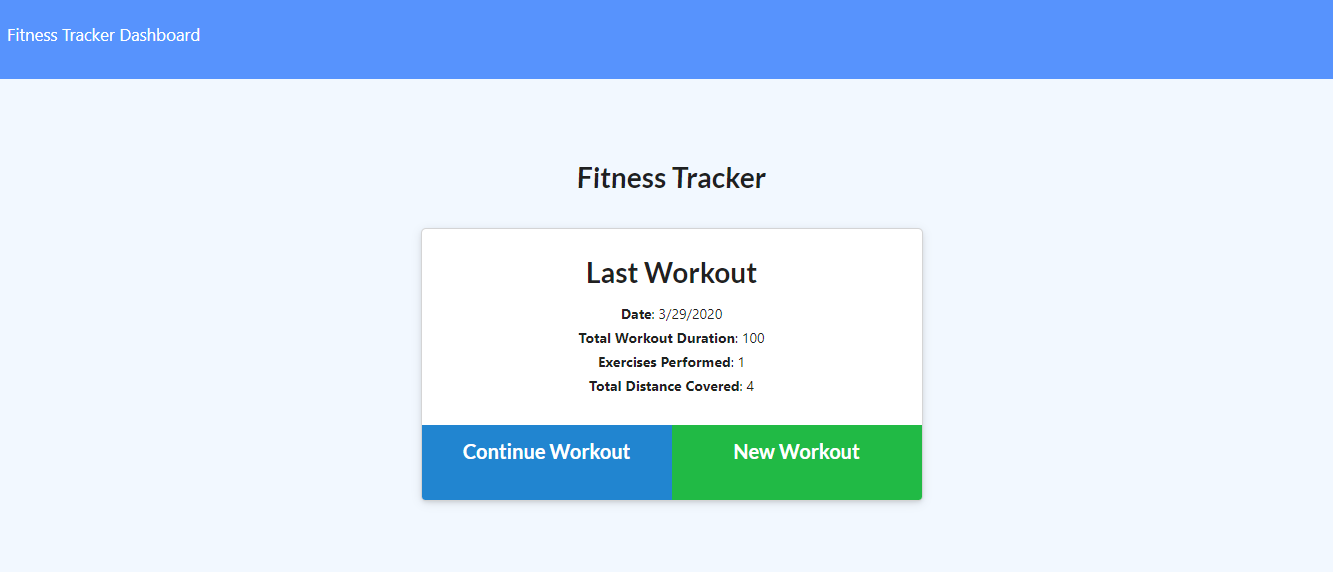 Fitness Tracker Dashboard
Fitness Tracker
Last Workout
Date: 3/29/2020
Total Workout Duration: 100
Exercises Performed: 1
Total Distance Covered: 4
Continue Workout
New Workout